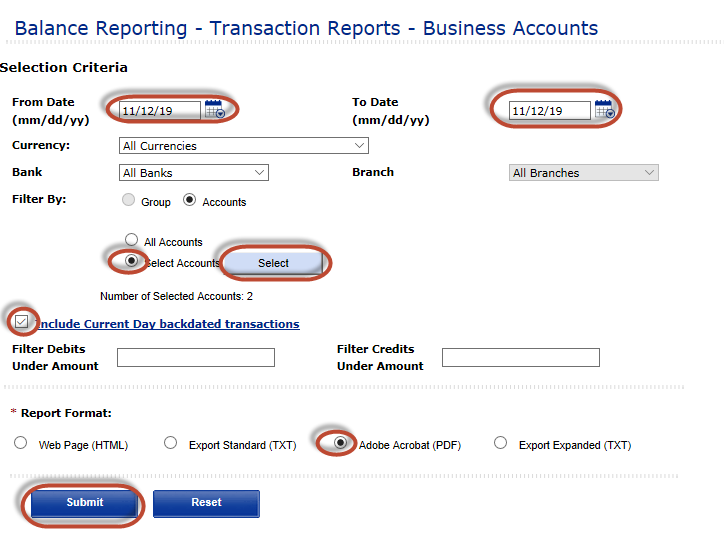 Balance Reporting - Transaction Reports - Business Accounts
Selection Criteria
From Date 11/12/19 To Date 11/12/19
(mm/dd/yy) (mm/dd/yy)
Currency: All Currencies
Bank All Banks Branch All Branches
Filter By: Group Accounts
All Accounts
Select Accounts Select
Number of Selected Accounts: 2
Include Current Day backdated transactions
Filter Debits Filter Credits
Under Amount Under Amount
* Report Format:
Web Page (HTML) Export Standard (TXT) Adobe Acrobat (PDF) Export Expanded (TXT)
Submit Reset